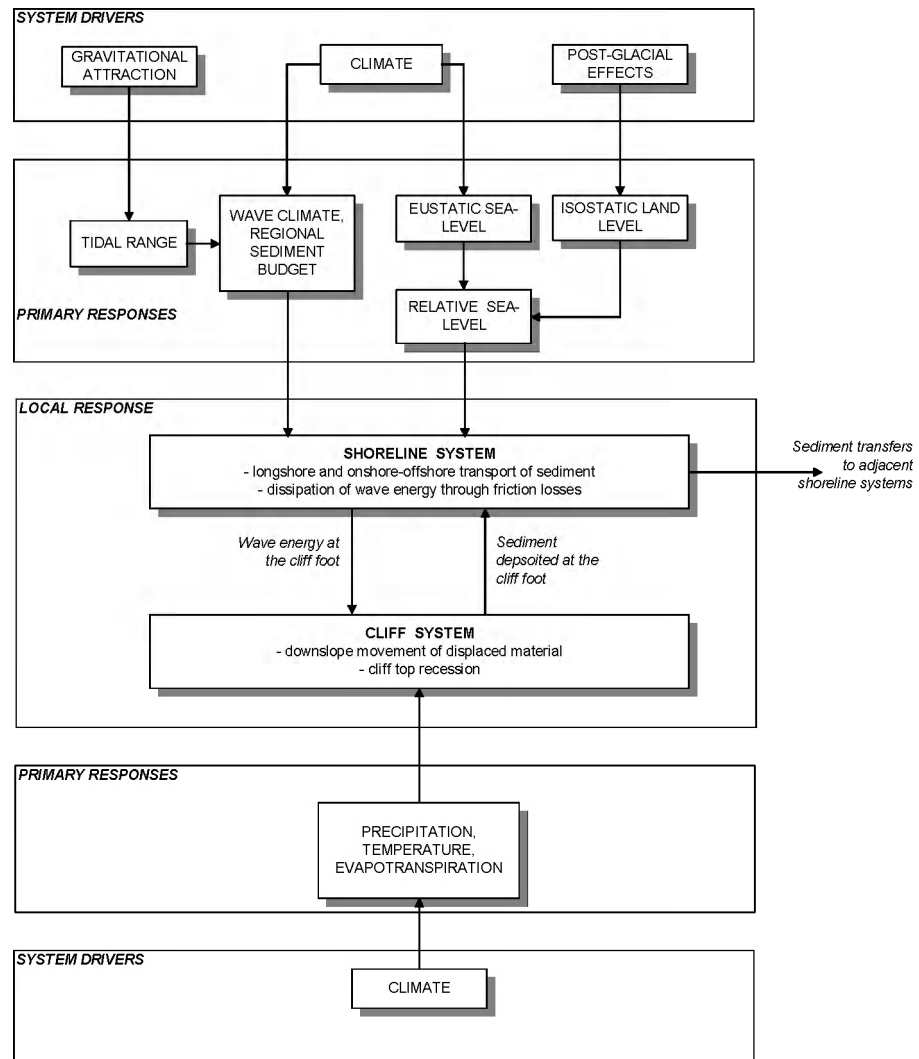 SYSTEM DRIVERS
GRAVITATIONAL
ATTRACTION
CLIMATE
POST-GLACIAL
EFFECTS
TIDAL RANGE
WAVE CLIMATE,
REGIONAL
SEDIMENT
BUDGET
EUSTATIC SEA-
LEVEL
ISOSTATIC LAND
LEVEL
RELATIVE SEA-
LEVEL
PRIMARY RESPONSES
LOCAL RESPONSE
SHORELINE SYSTEM
- longshore and onshore-offshore transport of sediment
- dissipation of wave energy through friction losses
Sediment transfers
to adjacent
shoreline systems
Wave energy at
the cliff foot
Sediment
depsoited at the
cliff foot
CLIFF SYSTEM
- downslope movement of displaced material
- cliff top recession
PRIMARY RESPONSES
PRECIPITATION,
TEMPERATURE,
EVAPOTRANSPIRATION
SYSTEM DRIVERS
CLIMATE